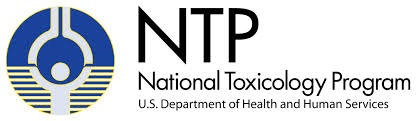 NTP
National Toxicology Program
U.S. Department of Health and Human Services